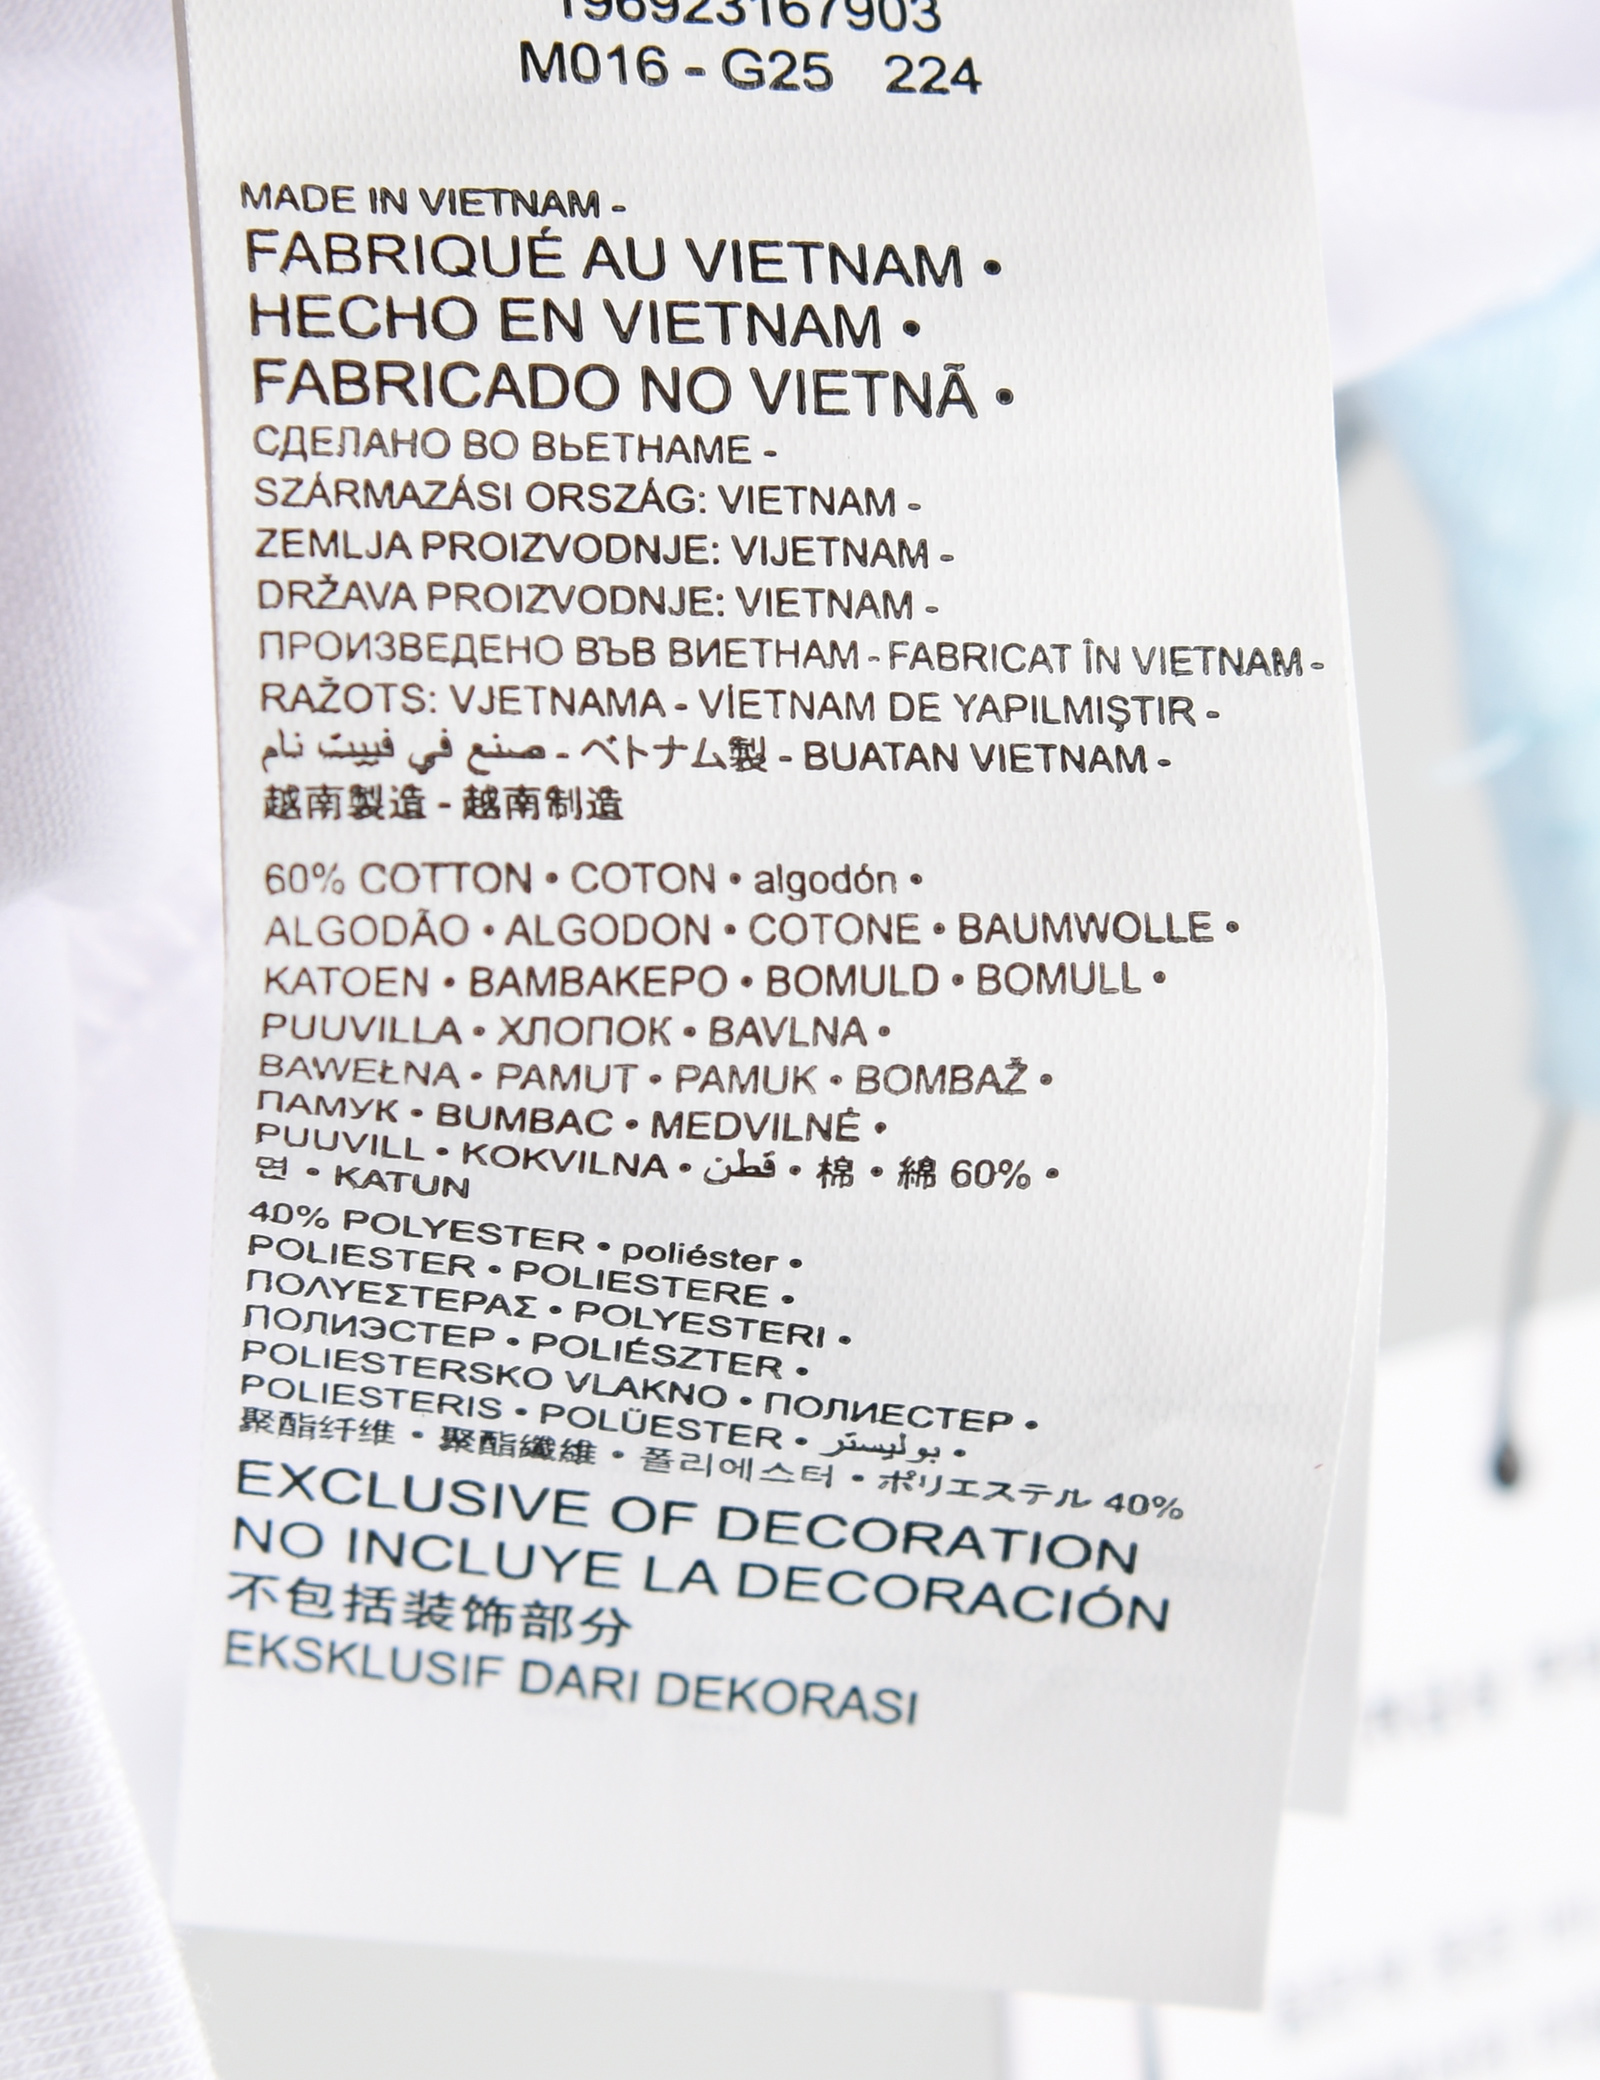 196923167903
M016 - G25 224
MADE IN VIETNAM -
FABRIQUÉ AU VIETNAM •
HECHO EN VIETNAM •
FABRICADO NO VIETNÃ •
СДЕЛАНО ВО ВЬЕТНАМЕ -
SZÁRMAZÁSI ORSZÁG: VIETNAM -
ZEMLJA PROIZVODNJE: VIJETNAM -
DRŽAVA PROIZVODNJE: VIETNAM -
ПРОИЗВЕДЕНО ВЪВ ВИЕТНАМ - FABRICAT ÎN VIETNAM -
RAŽOTS: VJETNAMA - VİETNAM DE YAPILMIŞTIR -
صنع في فييت نام - ベトナム製 - BUATAN VIETNAM -
越南製造 - 越南制造
60% COTTON • COTON • algodón •
ALGODÃO • ALGODON • COTONE • BAUMWOLLE •
KATOEN • ΒΑΜΒΑΚΕΡΟ • BOMULD • BOMULL •
PUUVILLA • ХЛОПОК • BAVLNA •
BAWEŁNA • PAMUT • PAMUK • BOMBAŽ •
ПАМУК • BUMBAC • MEDVILNĖ •
PUUVILL • KOKVILNA • قطن • 棉 • 綿 60% •
면 • KATUN
40% POLYESTER • poliéster •
POLIESTER • POLIESTERE •
ΠΟΛΥΕΣΤΕΡΑΣ • POLYESTERI •
ПОЛИЭСТЕР • POLIÉSZTER •
POLIESTERSKO VLAKNO • ПОЛИЕСТЕР •
POLIESTERIS • POLÜESTER • بوليستر •
聚酯纤维 • 聚酯纖維 • 폴리에스터 • ポリエステル 40%
EXCLUSIVE OF DECORATION
NO INCLUYE LA DECORACIÓN
不包括装饰部分
EKSKLUSIF DARI DEKORASI